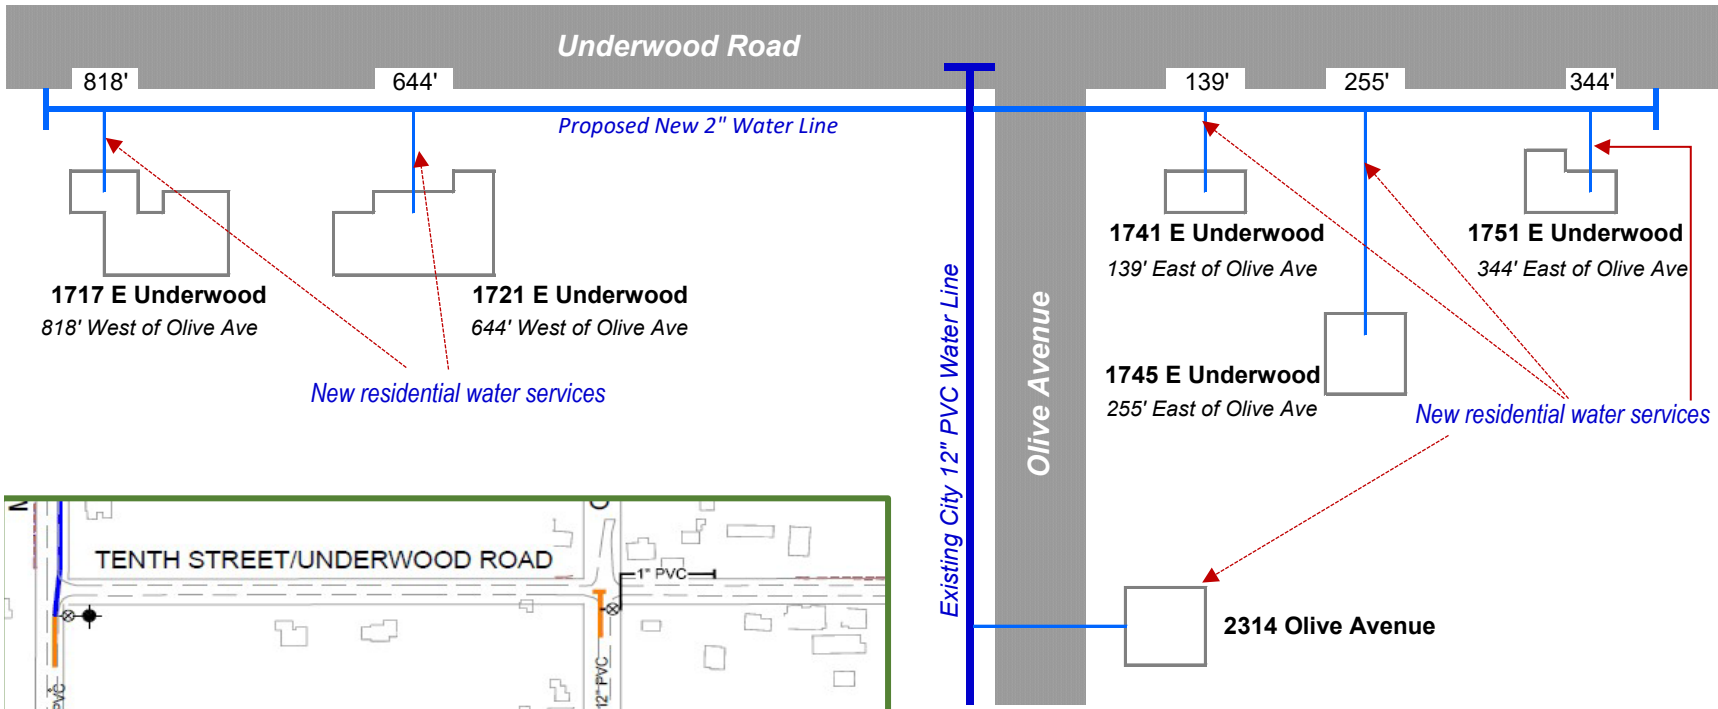 Underwood Road
818'
644'
139'
255'
344'
Proposed New 2" Water Line
1717 E Underwood
818' West of Olive Ave
1721 E Underwood
644' West of Olive Ave
1741 E Underwood
139' East of Olive Ave
1751 E Underwood
344' East of Olive Ave
1745 E Underwood
255' East of Olive Ave
New residential water services
New residential water services
Existing City 12" PVC Water Line
Olive Avenue
2314 Olive Avenue
TENTH STREET/UNDERWOOD ROAD
1" PVC
12" PVC
PVC